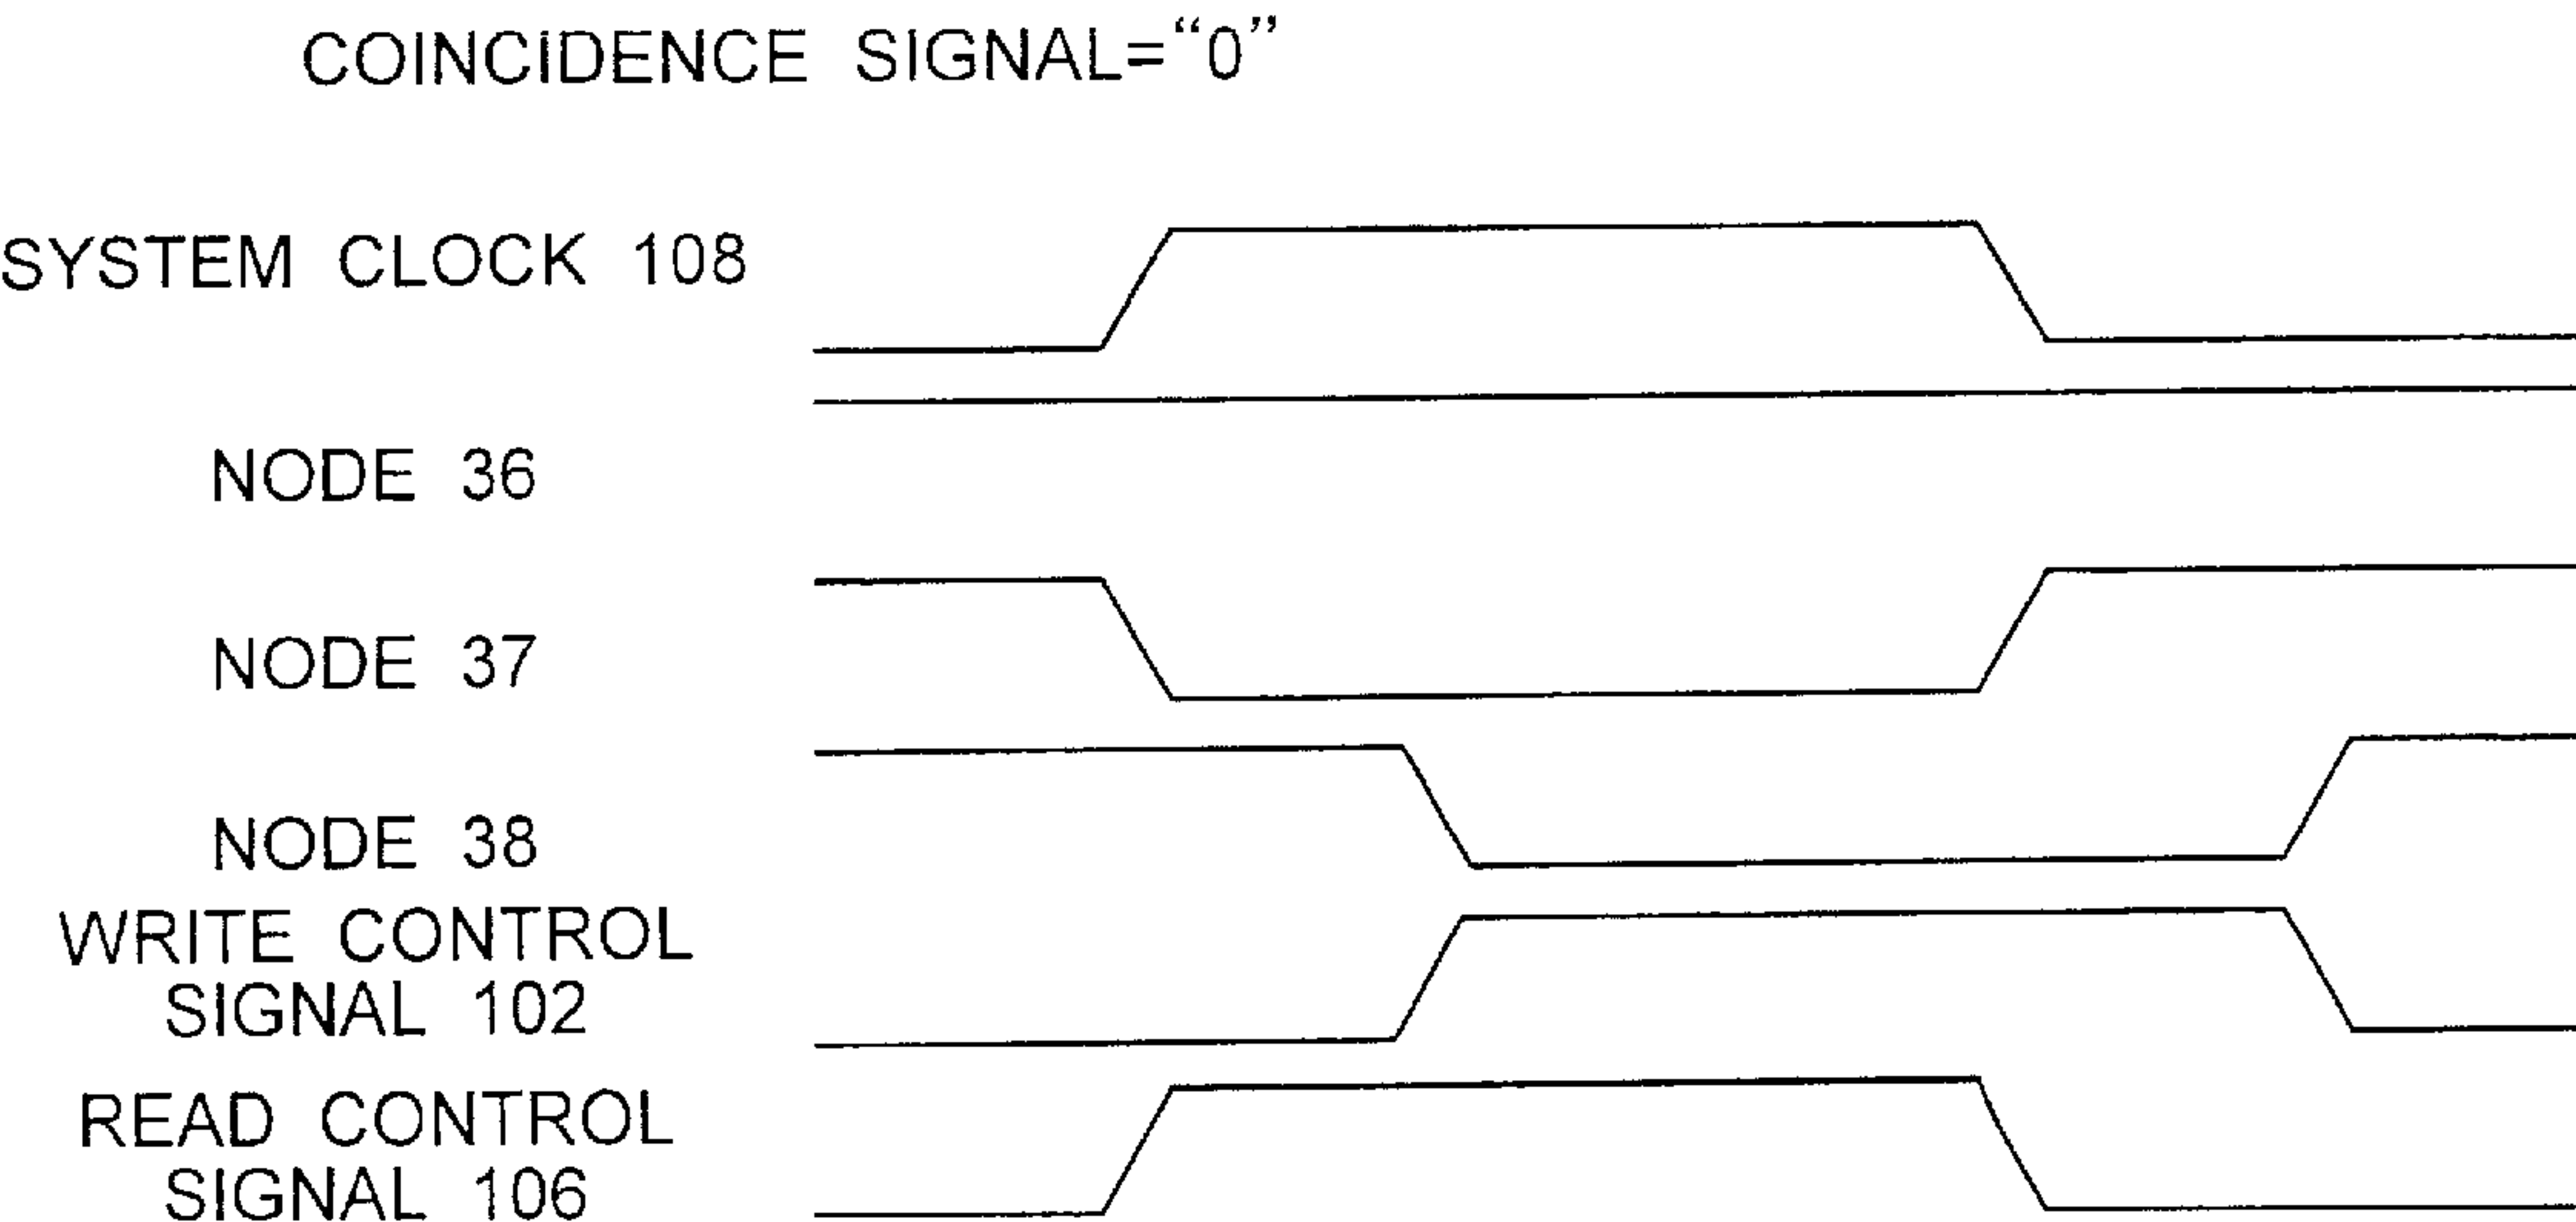 COINCIDENCE SIGNAL=“0”
SYSTEM CLOCK 108
NODE 36
NODE 37
NODE 38
WRITE CONTROL
SIGNAL 102
READ CONTROL
SIGNAL 106